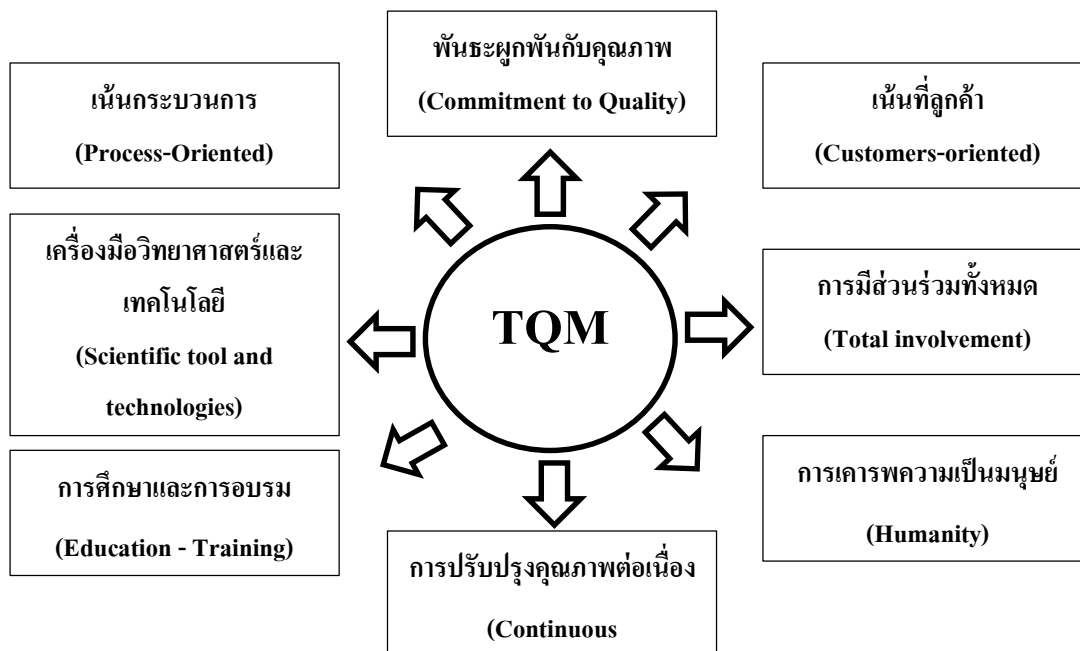 พันธะผูกพันกับคุณภาพ
(Commitment to Quality)
เน้นกระบวนการ
(Process-Oriented)
เน้นที่ลูกค้า
(Customers-oriented)
เครื่องมือวิทยาศาสตร์และ
เทคโนโลยี
(Scientific tool and
technologies)
TQM
การมีส่วนร่วมทั้งหมด
(Total involvement)
การศึกษาและการอบรม
(Education - Training)
การปรับปรุงคุณภาพต่อเนื่อง
(Continuous
การเคารพความเป็นมนุษย์
(Humanity)